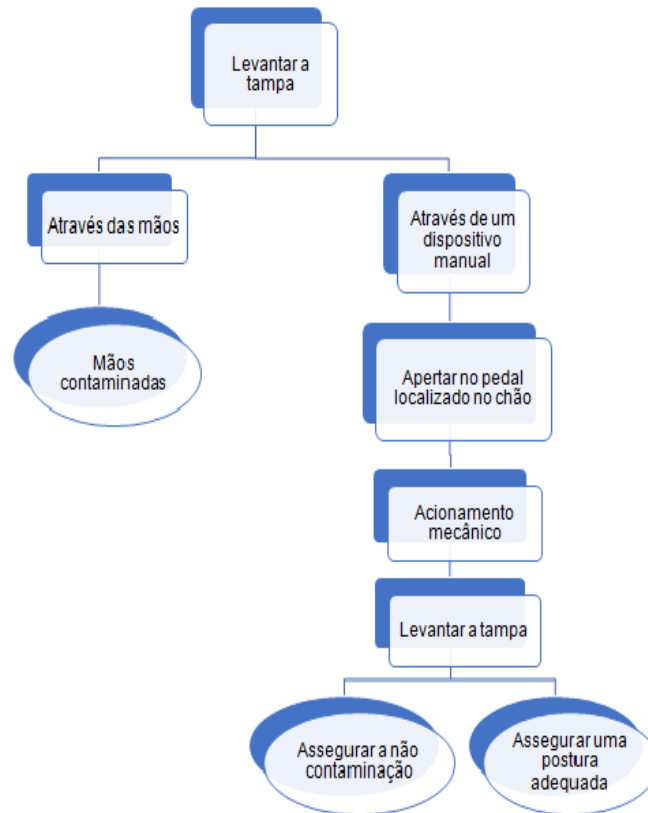 Levantar a
tampa
Através das mãos
Através de um
dispositivo
manual
Mãos
contaminadas
Apertar no pedal
localizado no chão
Acionamento
mecânico
Levantar a tampa
Assegurar a não
contaminação
Assegurar uma
postura
adequada